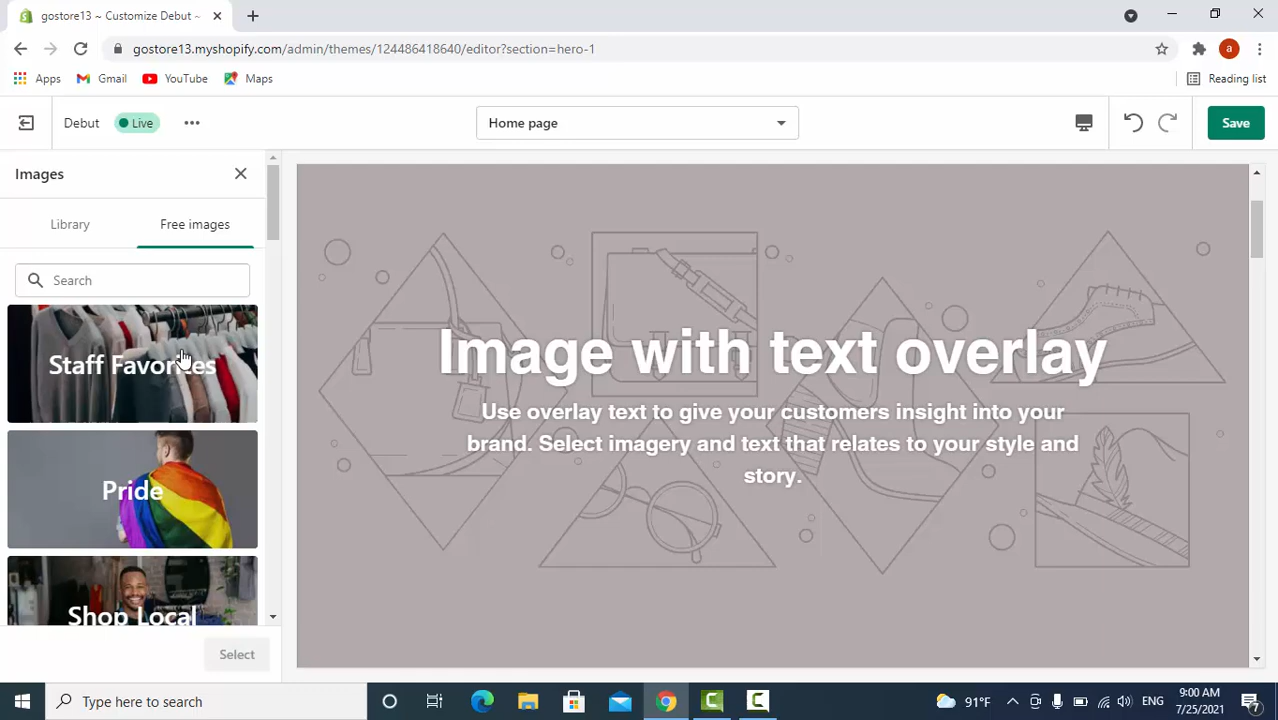 gostore13 ~ Customize Debut ~
gostore13.myshopify.com/admin/themes/124486418640/editor?section=hero-1
a
Apps
Gmail
YouTube
Maps
Reading list
Debut
Live
Home page
Save
Images
Library
Free images
Search
Staff Favorites
Pride
Shop Local
Select
Image with text overlay
Use overlay text to give your customers insight into your
brand. Select imagery and text that relates to your style and
story.
Type here to search
91°F
ENG
9:00 AM
7/25/2021
7